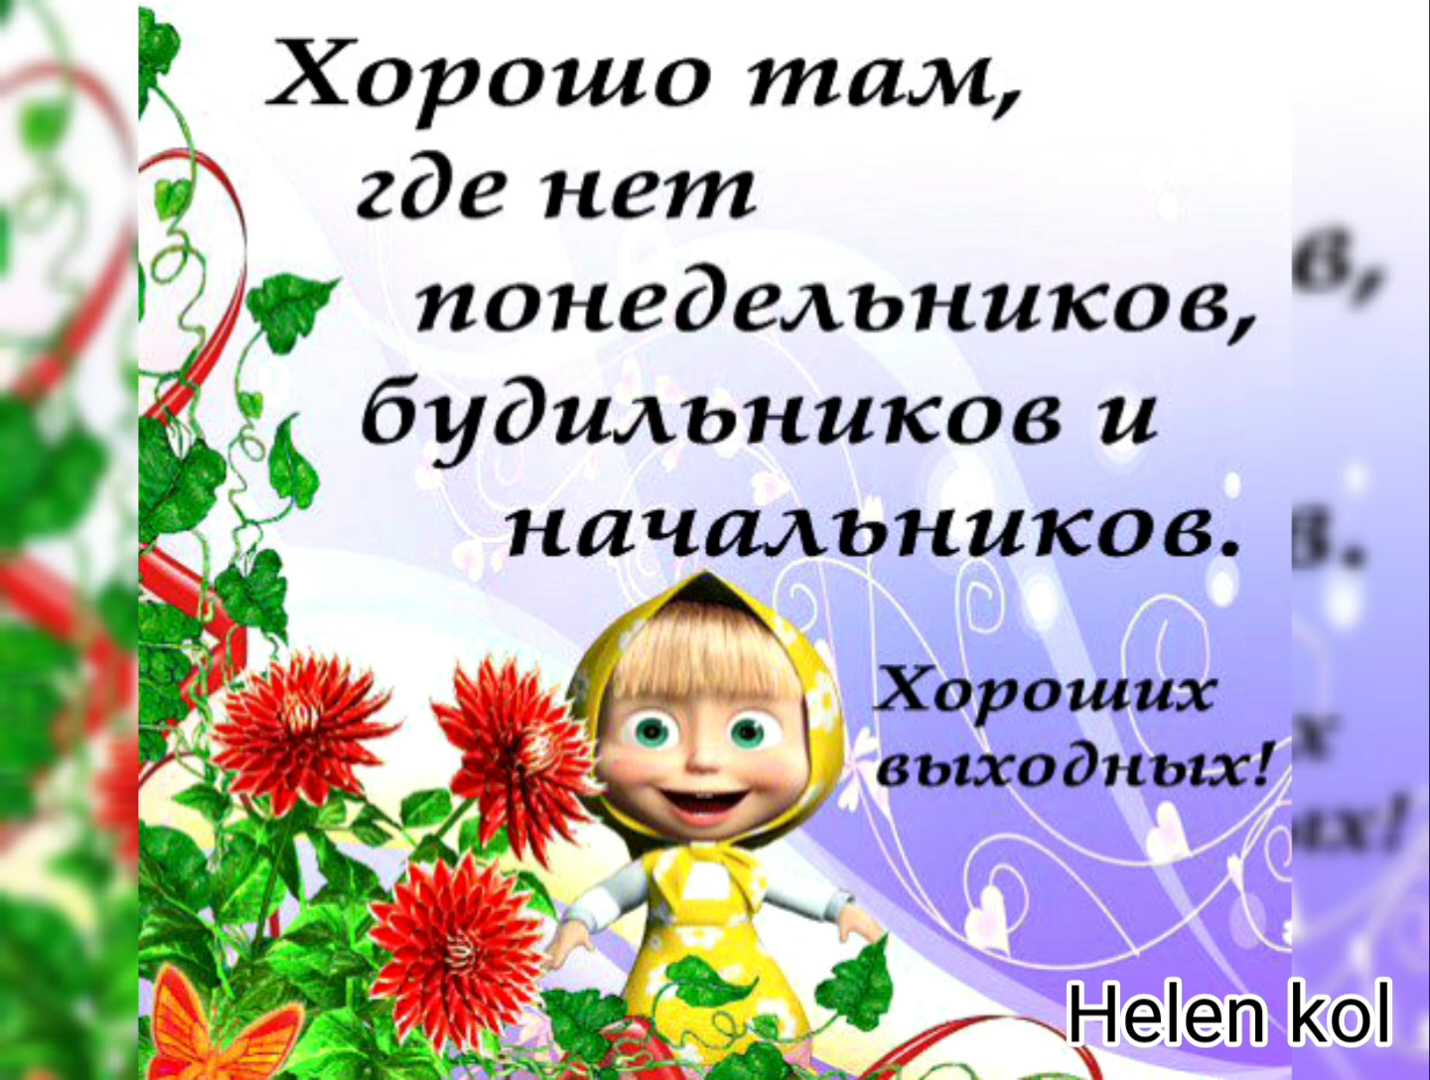 Хорошо там,
где нет
понедельников,
будильников и
начальников.
Хороших
выходных!
Helen kol